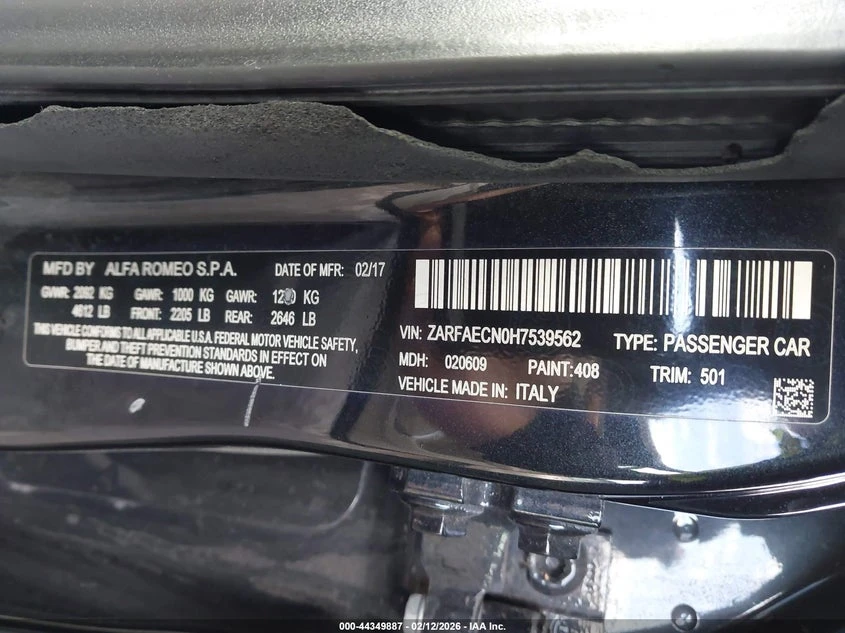 MFD BY ALFA ROMEO S.P.A. DATE OF MFR: 02/17
GVWR: 2092 KG GAWR: 1000 KG GAWR: KG
4612 LB FRONT: 2205 LB REAR: 2646 LB
THIS VEHICLE CONFORMS TO ALL APPLICABLE U.S.A. FEDERAL MOTOR VEHICLE SAFETY,
BUMPER AND THEFT PREVENTION STANDARDS IN EFFECT ON
THE DATE OF MANUFACTURE SHOWN ABOVE.
VIN: ZARFAECN0H7539562 TYPE: PASSENGER CAR
MDH: 020609 PAINT:408 TRIM: 501
VEHICLE MADE IN: ITALY
000-44349887 - 02/12/2026 - IAA Inc.